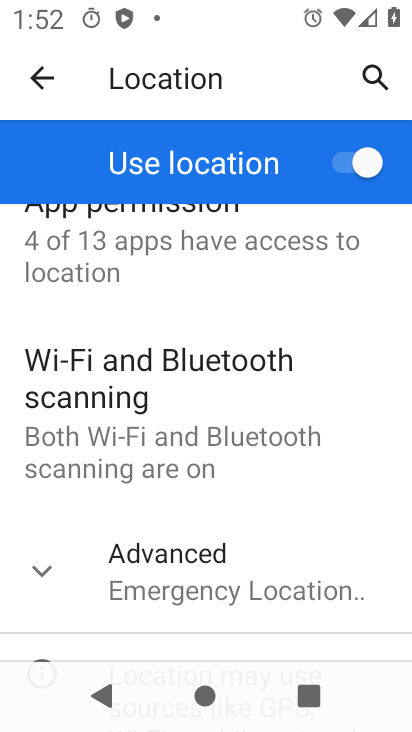 1:52
Location
Use location
App permission
4 of 13 apps have access to
location
Wi-Fi and Bluetooth
scanning
Both Wi-Fi and Bluetooth
scanning are on
Advanced
Emergency Location..
Location may use
sources like GPS,